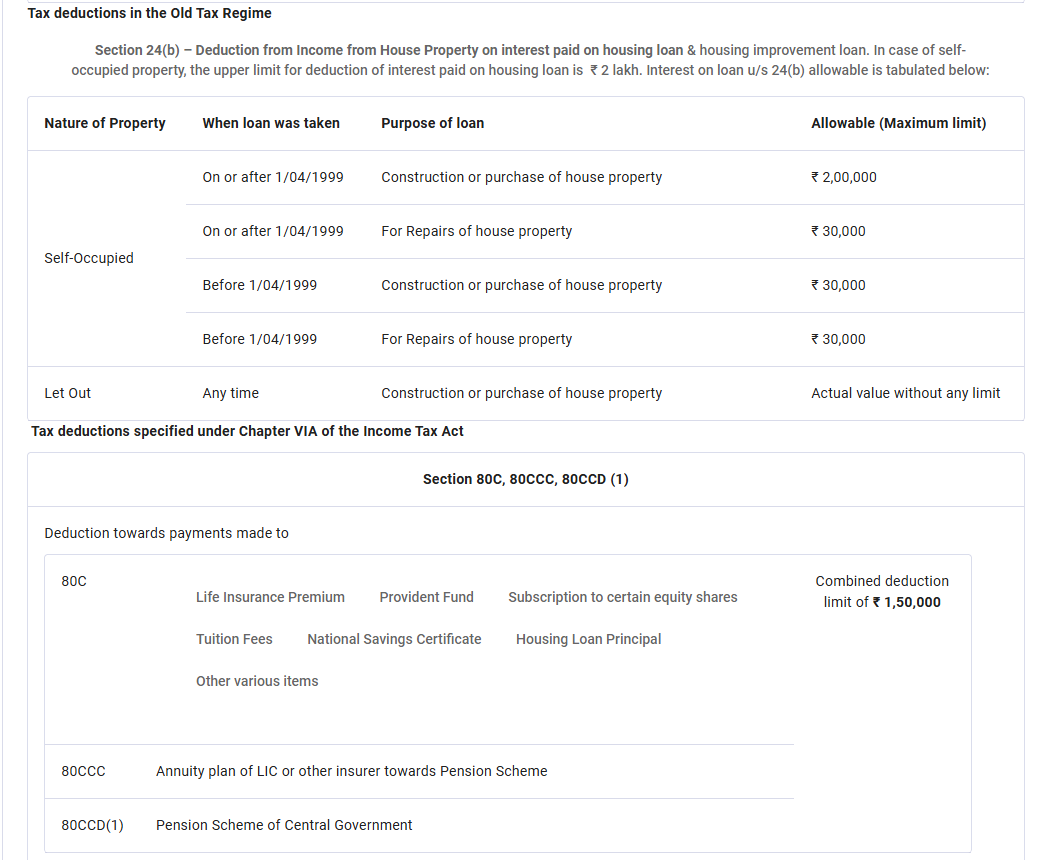 Tax deductions in the Old Tax Regime
Section 24(b) – Deduction from Income from House Property on interest paid on housing loan & housing improvement loan. In case of self-
occupied property, the upper limit for deduction of interest paid on housing loan is ₹ 2 lakh. Interest on loan u/s 24(b) allowable is tabulated below:
Nature of Property When loan was taken Purpose of loan Allowable (Maximum limit)
On or after 1/04/1999 Construction or purchase of house property ₹ 2,00,000
On or after 1/04/1999 For Repairs of house property ₹ 30,000
Self-Occupied
Before 1/04/1999 Construction or purchase of house property ₹ 30,000
Before 1/04/1999 For Repairs of house property ₹ 30,000
Let Out Any time Construction or purchase of house property Actual value without any limit
Tax deductions specified under Chapter VIA of the Income Tax Act
Section 80C, 80CCC, 80CCD (1)
Deduction towards payments made to
80C
Life Insurance Premium Provident Fund Subscription to certain equity shares
Tuition Fees National Savings Certificate Housing Loan Principal
Other various items
Combined deduction
limit of ₹ 1,50,000
80CCC Annuity plan of LIC or other insurer towards Pension Scheme
80CCD(1) Pension Scheme of Central Government